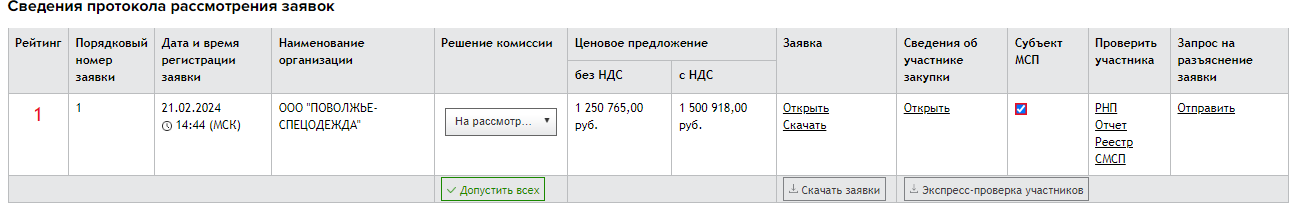 Сведения протокола рассмотрения заявок
Рейтинг
Порядковый
номер
заявки
Дата и время
регистрации
заявки
Наименование
организации
Решение комиссии
Ценовое предложение
без НДС
с НДС
Заявка
Сведения об
участнике
закупки
Субъект
МСП
Проверить
участника
Запрос на
разъяснение
заявки
1
1
21.02.2024
14:44 (МСК)
ООО "ПОВОЛЖЬЕ-
СПЕЦОДЕЖДА"
На рассмотр...
1 250 765,00
руб.
1 500 918,00
руб.
Открыть
Скачать
Открыть
РНП
Отчет
Реестр
СМСП
Отправить
Допустить всех
Скачать заявки
Экспресс-проверка участников